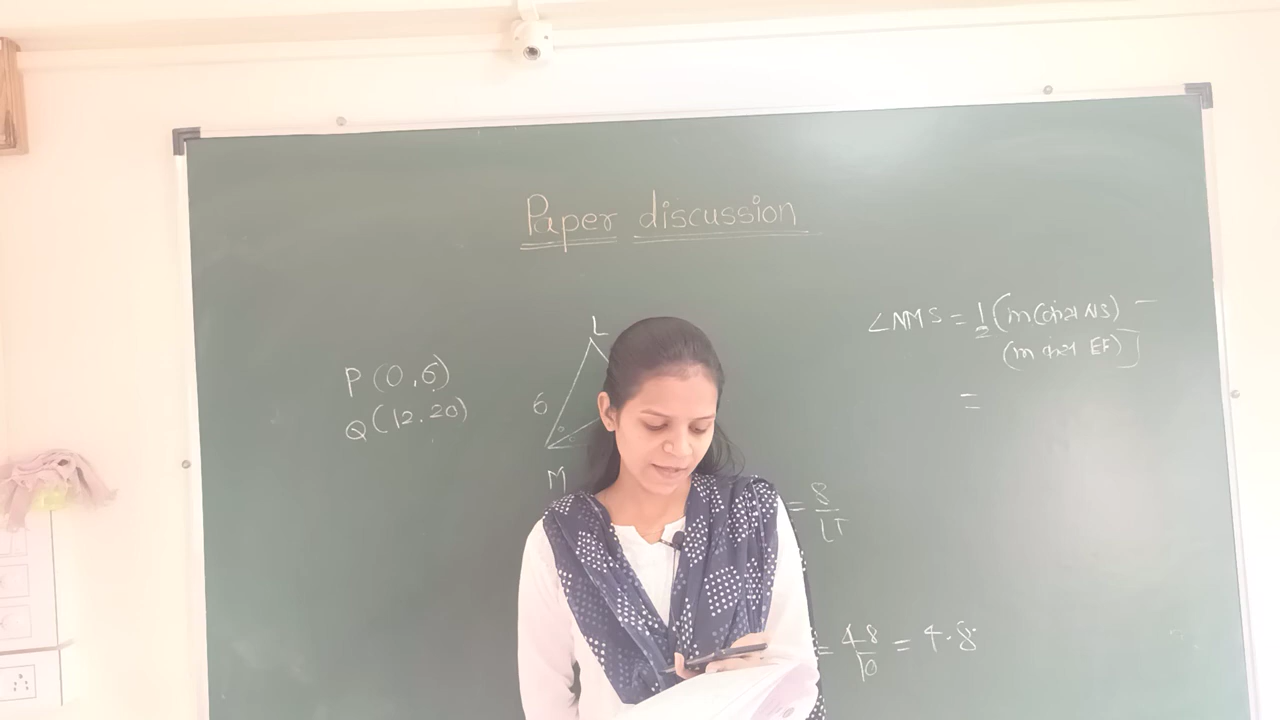 Paper discussion
P(0,6)
Q(12,20)
L
6
M
= 8/LT
= 48/10 = 4.8
∠NMS = 1/2 (m(कंस NS) -
(m कंस EF)]
=